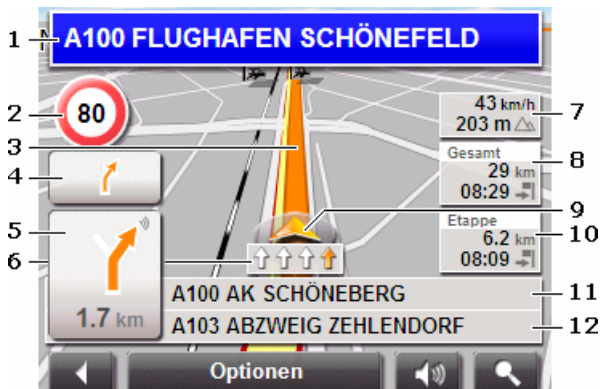 1
N
A100 FLUGHAFEN SCHÖNEFELD
2
80
3
4
5
6
1.7 km
43 km/h
203 m
7
Gesamt
29 km
08:29
8
9
Etappe
6.2 km
08:09
10
A100 AK SCHÖNEBERG
11
A103 ABZWEIG ZEHLENDORF
12
Optionen